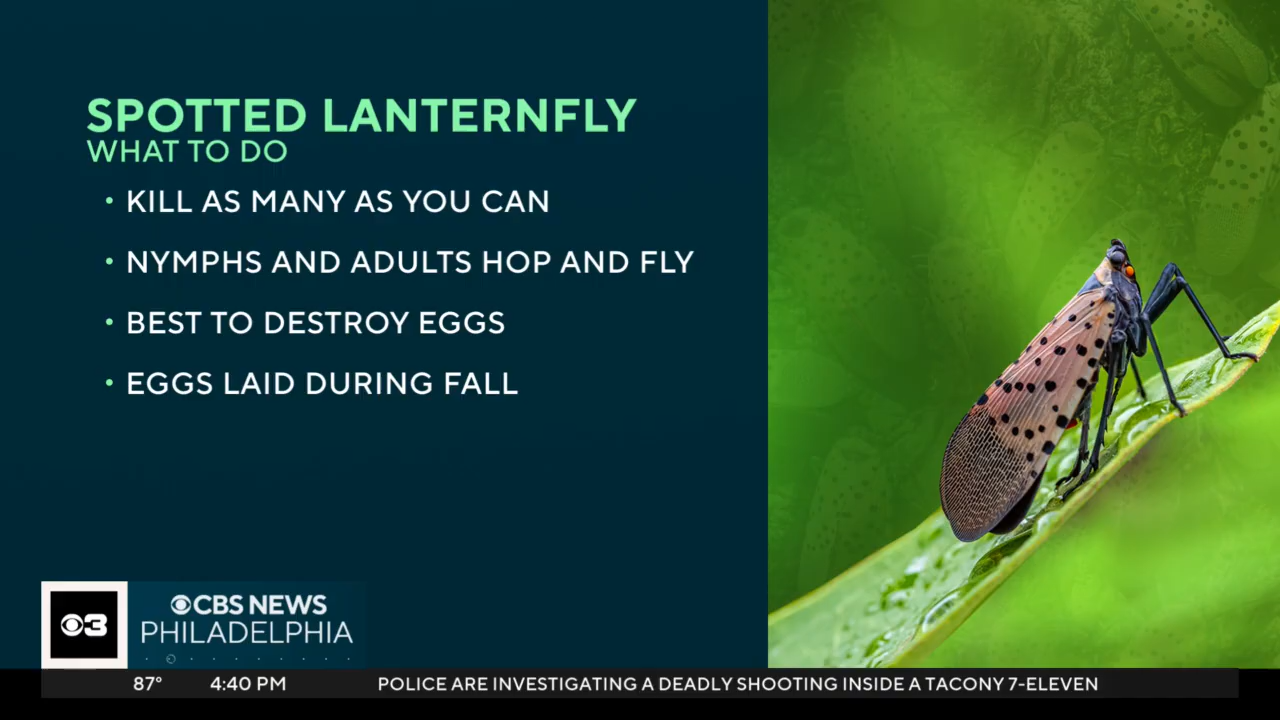 SPOTTED LANTERNFLY
WHAT TO DO
• KILL AS MANY AS YOU CAN
• NYMPHS AND ADULTS HOP AND FLY
• BEST TO DESTROY EGGS
• EGGS LAID DURING FALL
3
CBS NEWS
PHILADELPHIA
87° 4:40 PM POLICE ARE INVESTIGATING A DEADLY SHOOTING INSIDE A TACONY 7-ELEVEN